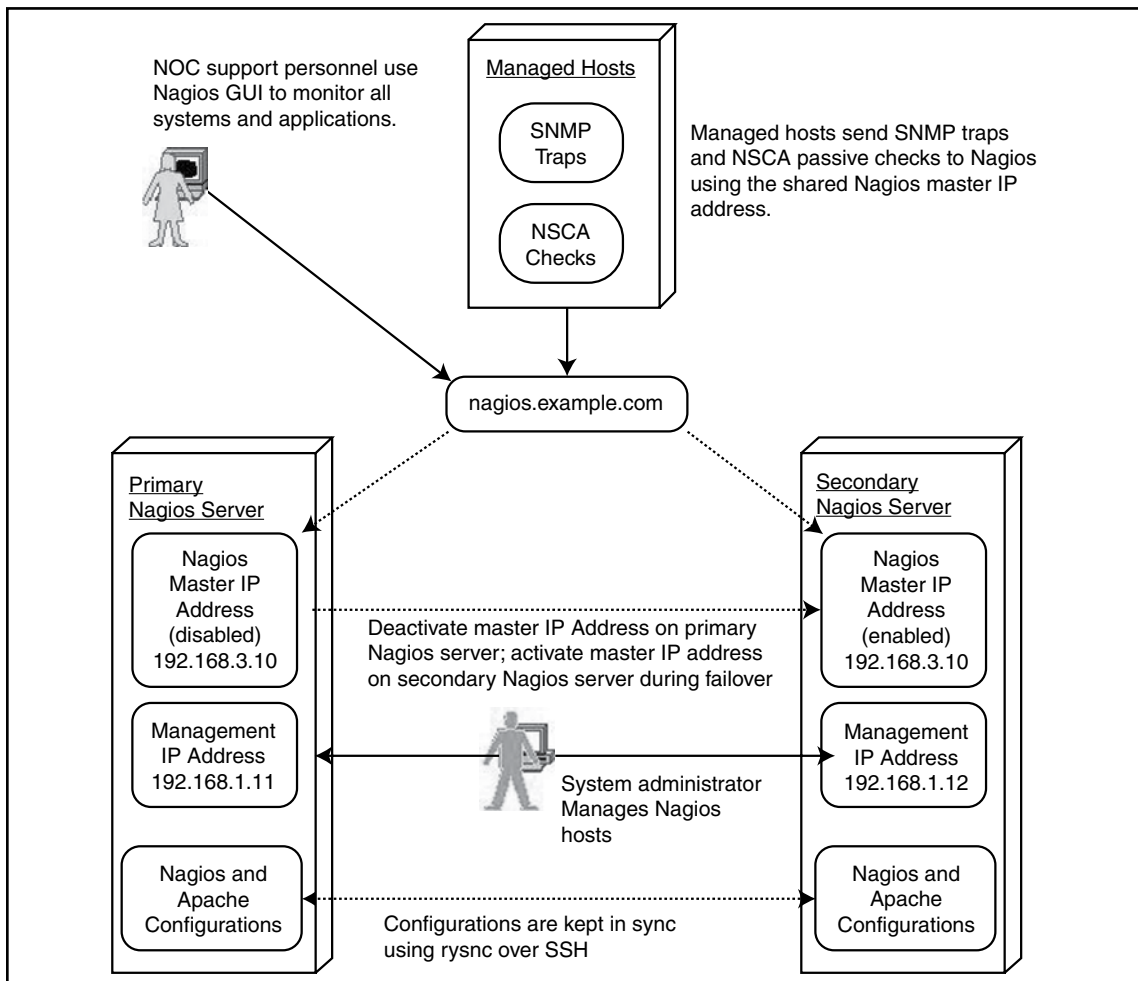 NOC support personnel use
Nagios GUI to monitor all
systems and applications.
Managed Hosts
SNMP
Traps
NSCA
Checks
Managed hosts send SNMP traps
and NSCA passive checks to Nagios
using the shared Nagios master IP
address.
nagios.example.com
Primary
Nagios Server
Nagios
Master IP
Address
(disabled)
192.168.3.10
Management
IP Address
192.168.1.11
Nagios and
Apache
Configurations
Deactivate master IP Address on primary
Nagios server; activate master IP address
on secondary Nagios server during failover
System administrator
Manages Nagios
hosts
Configurations are kept in sync
using rysnc over SSH
Secondary
Nagios Server
Nagios
Master IP
Address
(enabled)
192.168.3.10
Management
IP Address
192.168.1.12
Nagios and
Apache
Configurations